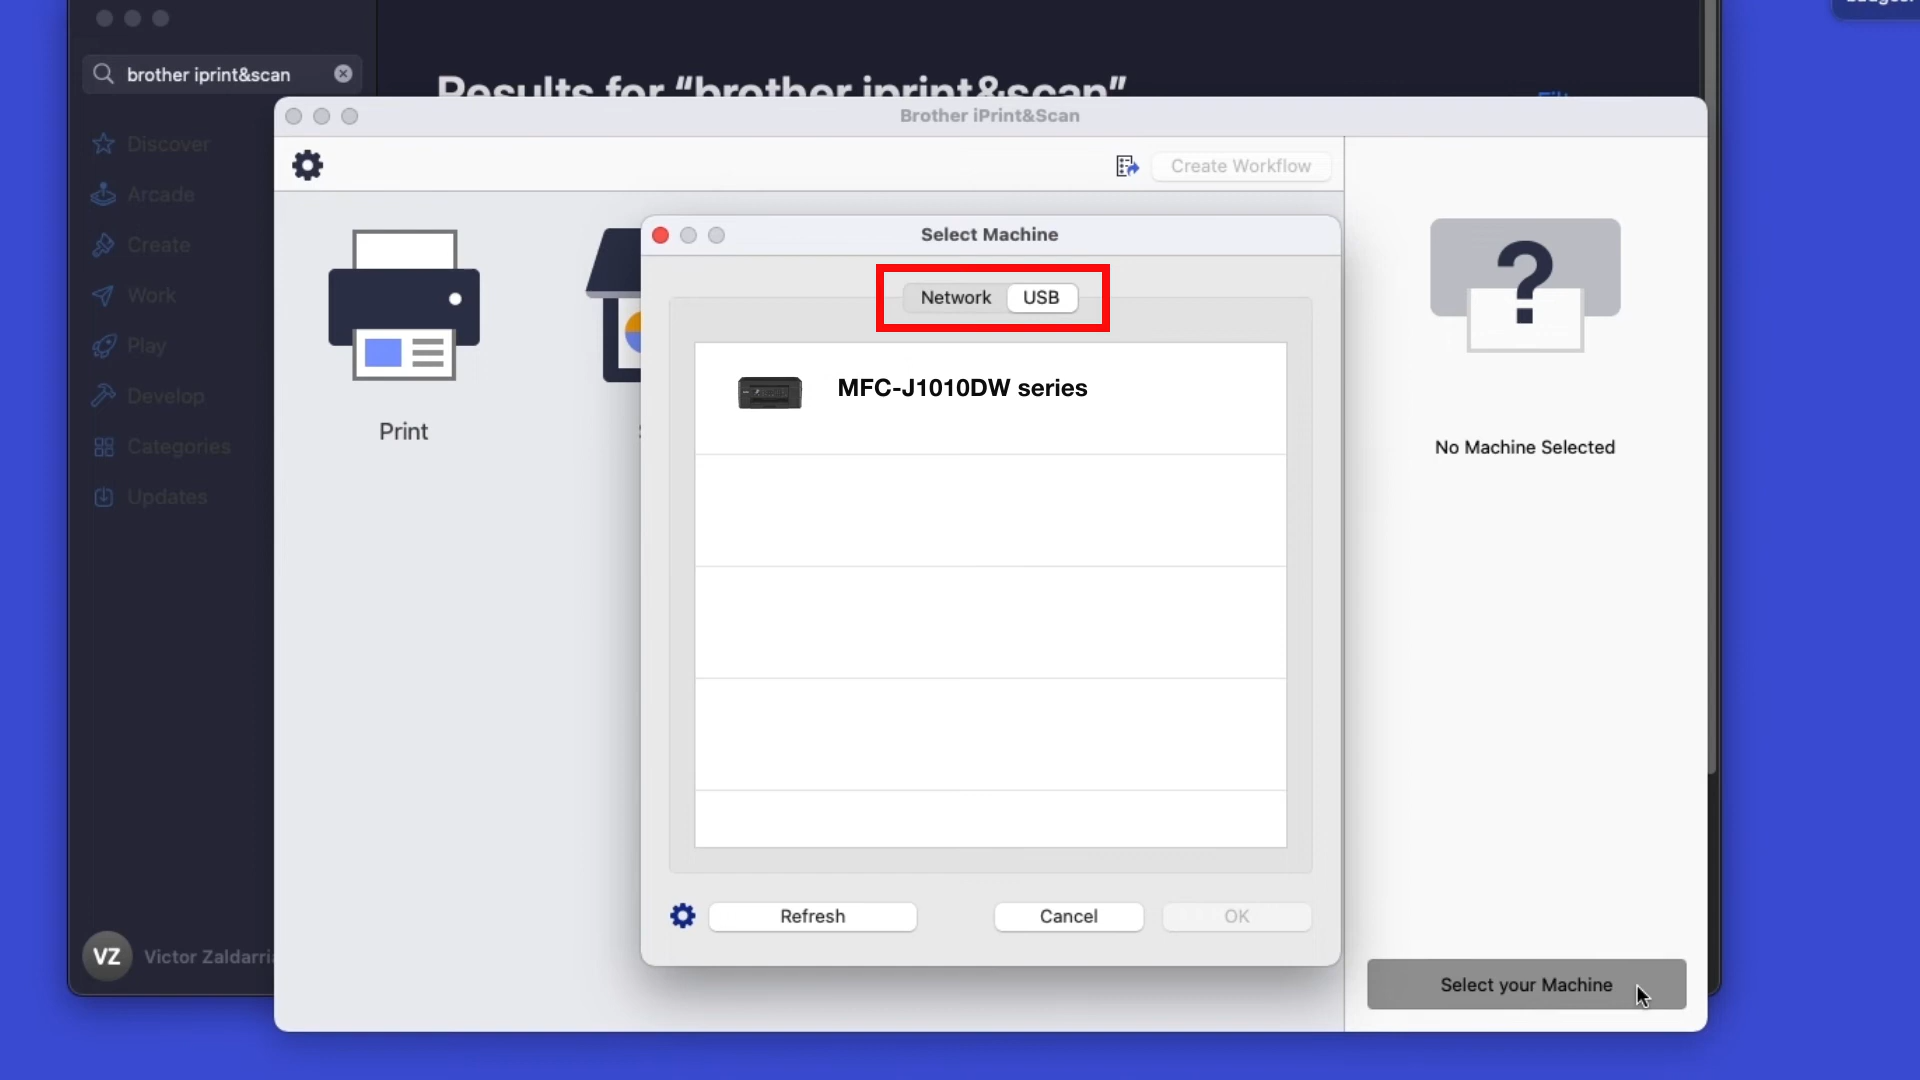 brother iprint&scan
Results for “brother iprint&scan”
Discover
Arcade
Create
Work
Play
Develop
Categories
Updates
VZ
Victor Zaldarri
Brother iPrint&Scan
Create Workflow
Print
Select Machine
Network
USB
MFC-J1010DW series
Refresh
Cancel
OK
?
No Machine Selected
Select your Machine